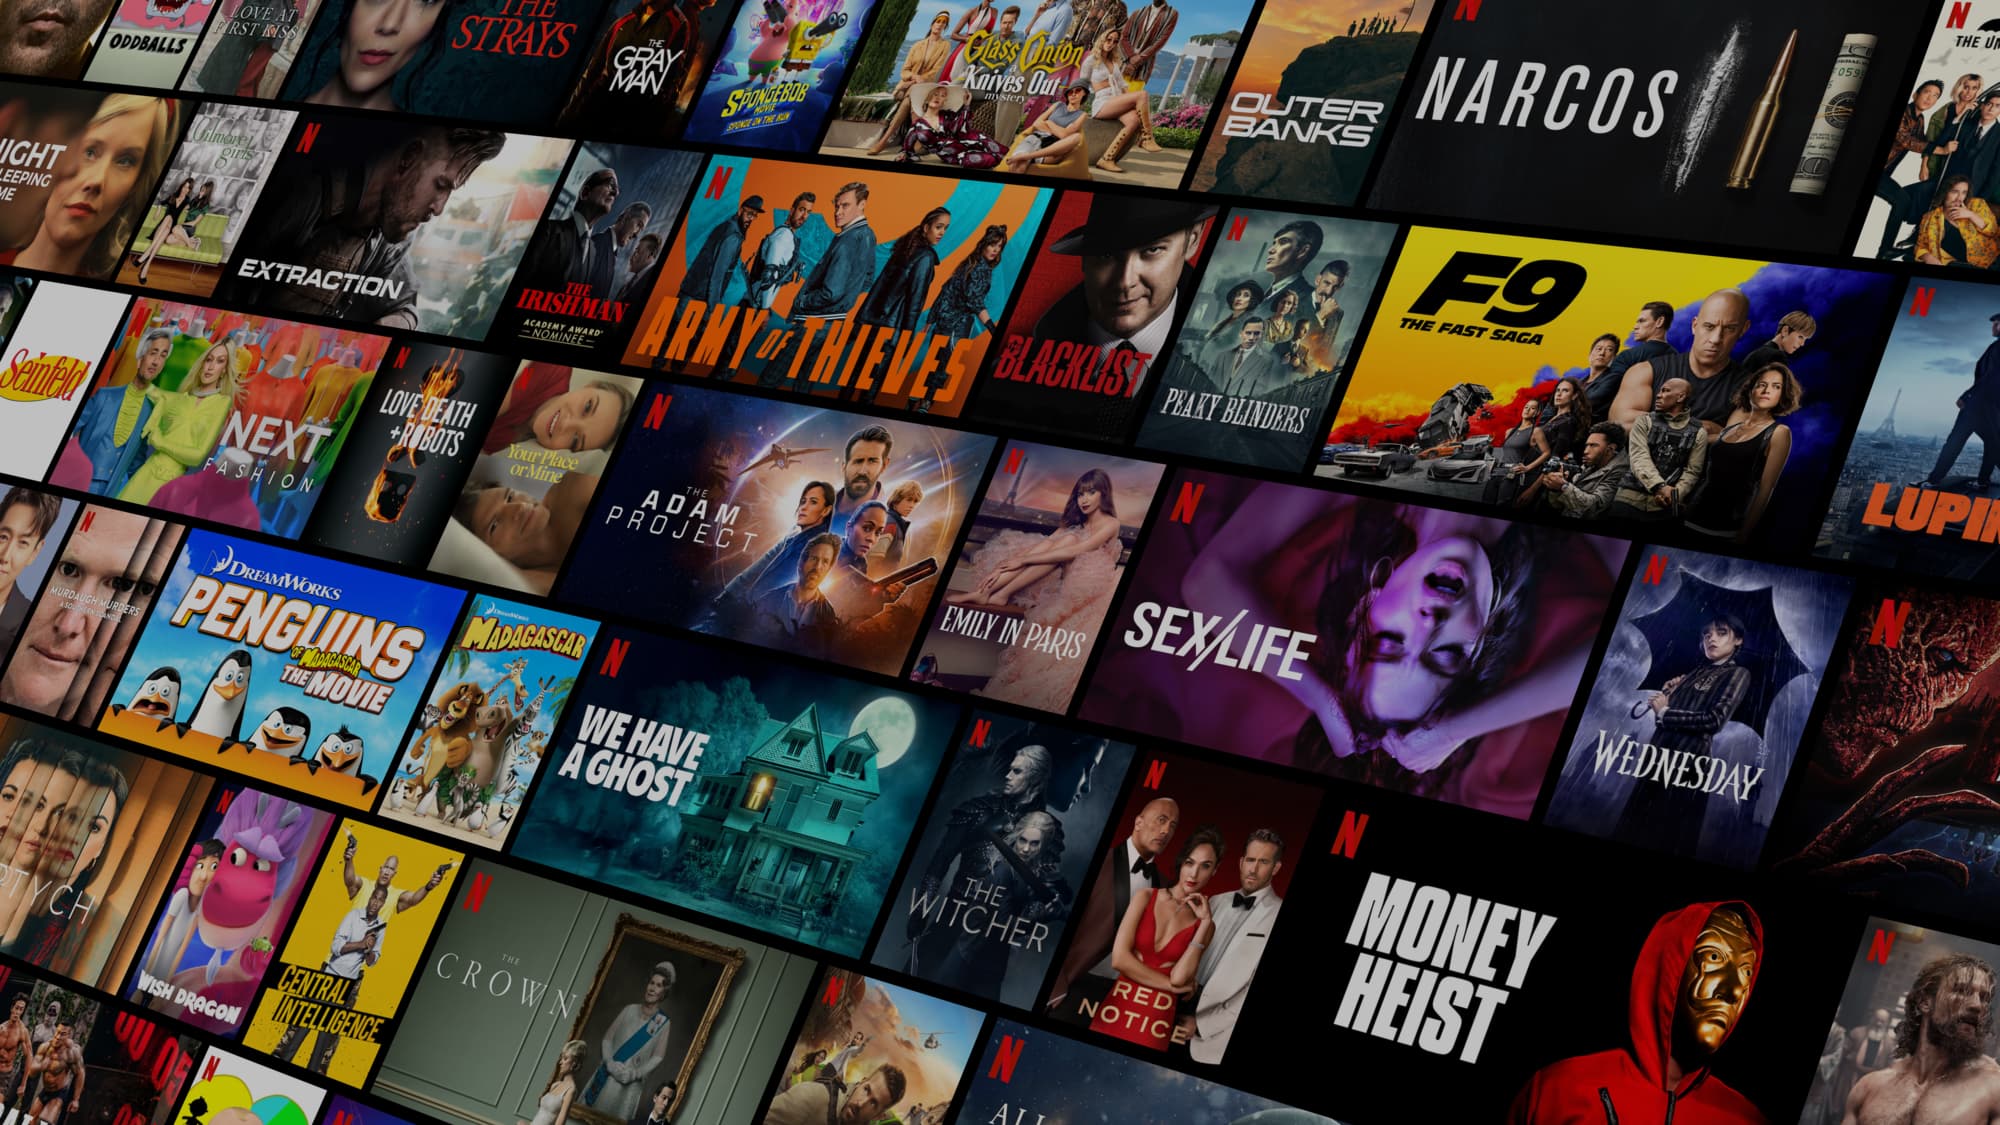 ODDBALLS
LOVE AT
FIRST KISS
THE
STRAYS
THE
GRAY
MAN
THE
SPONGEBOB
MOVIE
SPONGE ON THE RUN
Glass Onion
A
Knives Out
mystery
OUTER
BANKS
N
NARCOS
N
THE UM
IGHT
LEEPING
ME
Gilmore
girls
N
EXTRACTION
THE
IRISHMAN
ACADEMY AWARD®
NOMINEE
N
ARMY OF THIEVES
THE
BLACKLIST
N
PEAKY BLINDERS
F9
THE FAST SAGA
N
LUPIN
Seinfeld
N
NEXT
FASHION
N
LOVE DEATH
+ROBOTS
N
Your Place
or Mine
N
THE
ADAM
PROJECT
N
EMILY IN PARIS
N
SEX/LIFE
N
WEDNESDAY
N
N
MURDAUGH MURDERS
A SOUTHERN SCANDAL
DREAMWORKS
PENGUINS
OF MADAGASCAR
THE MOVIE
DREAMWORKS
MADAGASCAR
N
WE HAVE
A GHOST
N
THE
WITCHER
N
RED
NOTICE
N
MONEY
HEIST
N
PTYCH
N
WISH DRAGON
CENTRAL
INTELLIGENCE
N
THE
CROWN
N
N
ALL
N
N